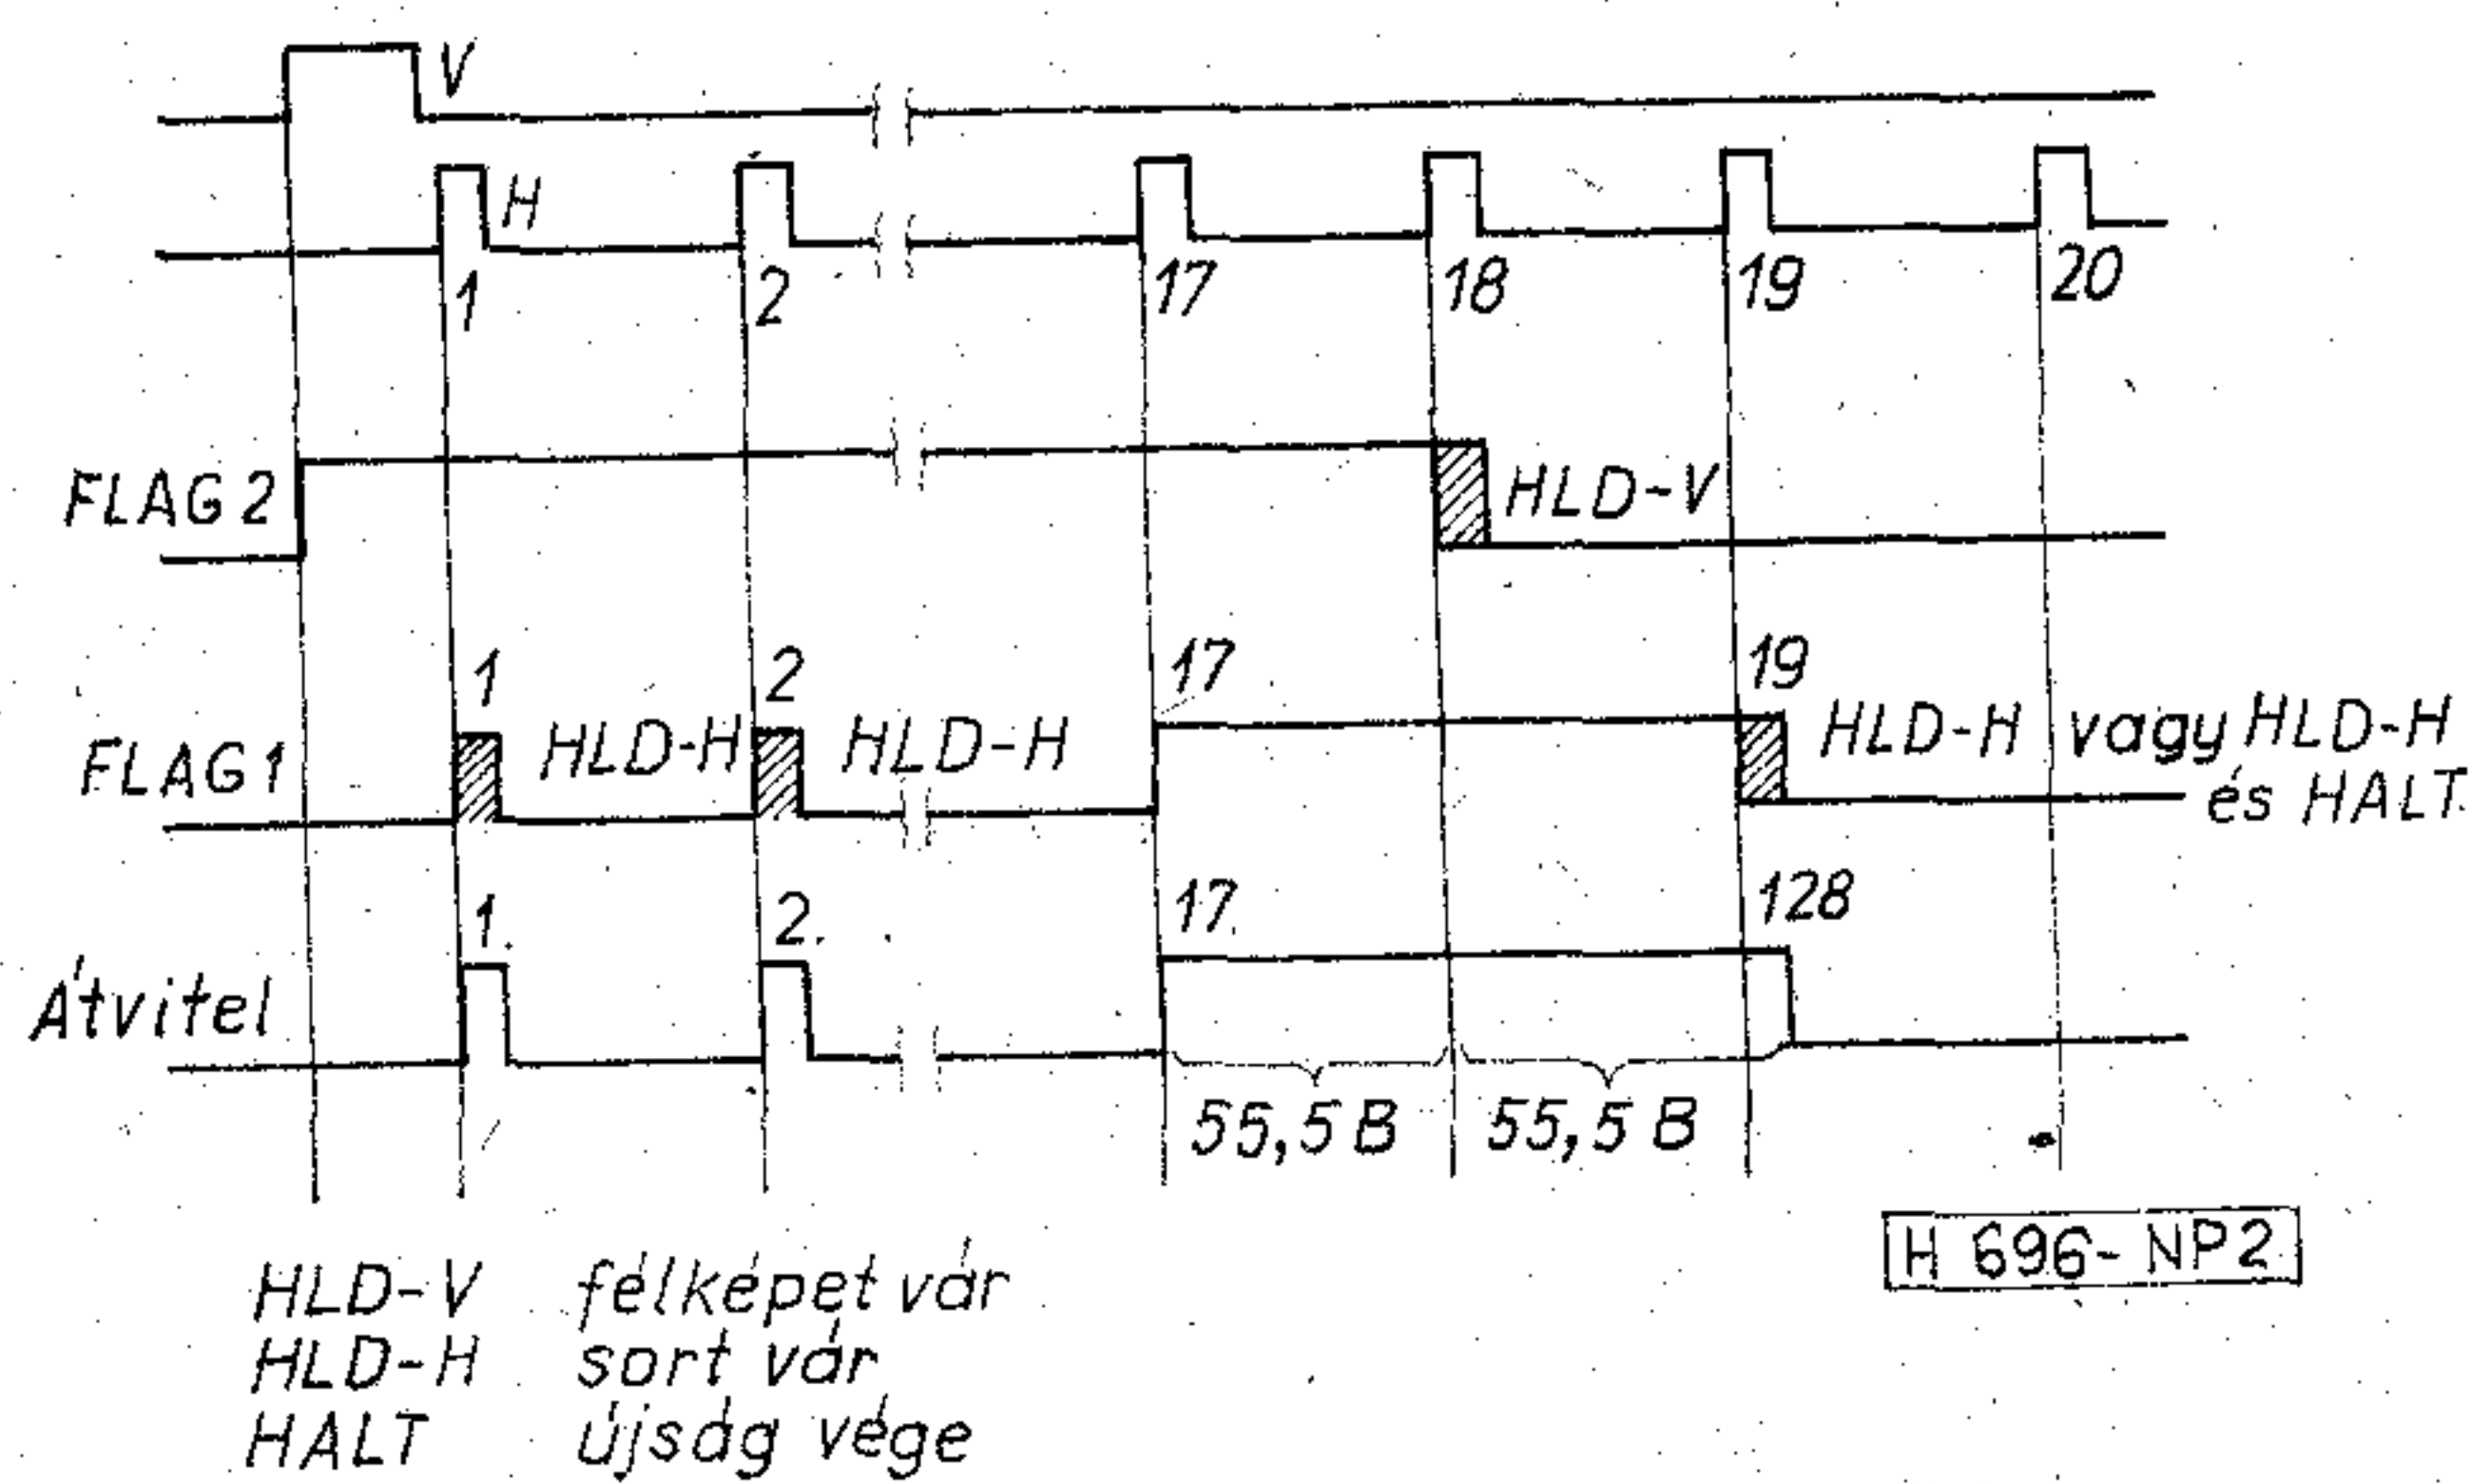 V
H
1 2 17 18 19 20
FLAG 2
HLD-V
1 2 17 19
FLAG 1
HLD-H HLD-H HLD-H vagy HLD-H
és HALT
1. 2. 17 128
Átvitel
55,5 B 55,5 B
H 696-NP2
HLD-V félképet vár
HLD-H sort vár
HALT újság vége